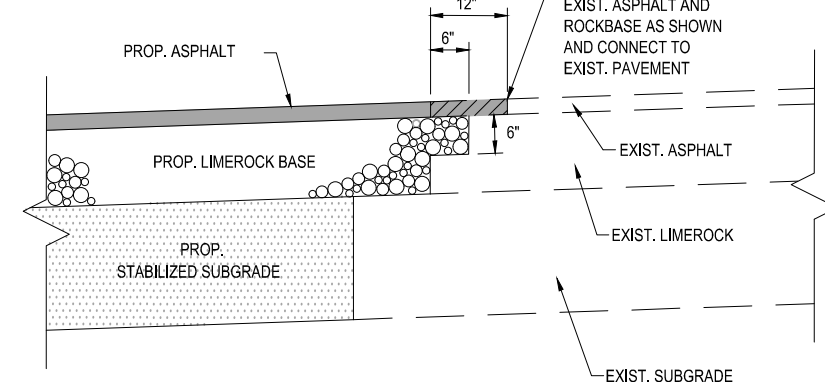 12"
EXIST. ASPHALT AND
ROCKBASE AS SHOWN
AND CONNECT TO
EXIST. PAVEMENT
6"
PROP. ASPHALT
6"
EXIST. ASPHALT
PROP. LIMEROCK BASE
EXIST. LIMEROCK
PROP.
STABILIZED SUBGRADE
EXIST. SUBGRADE